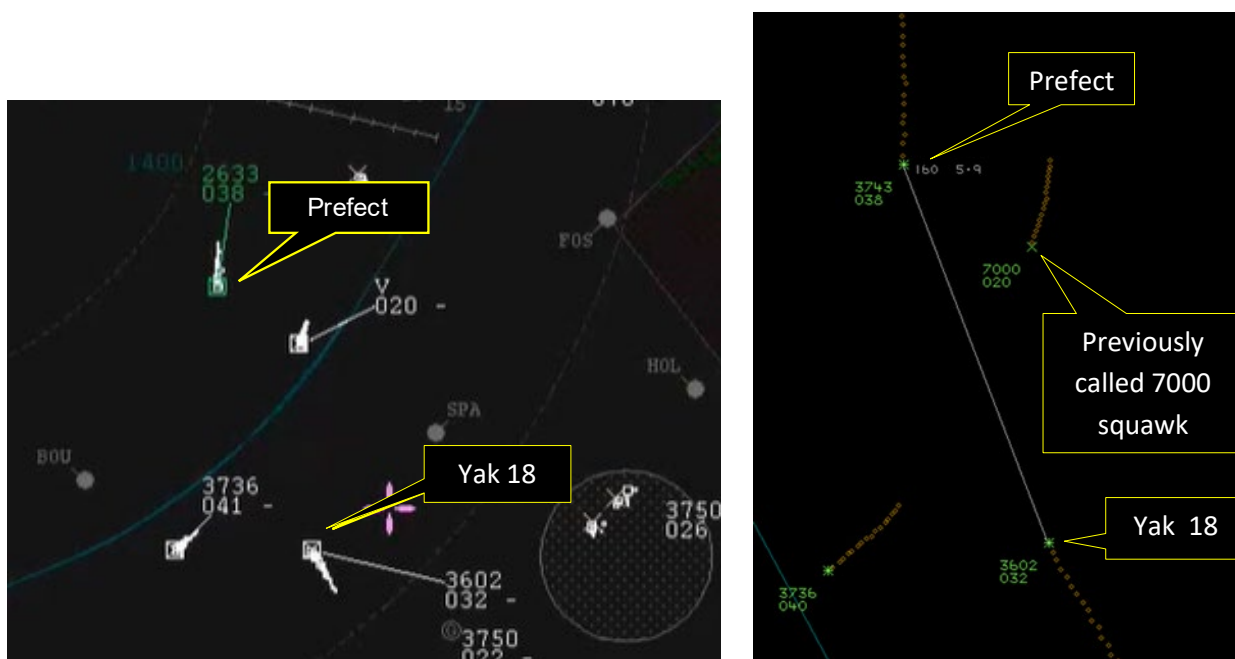 15
1400
2633
038 -
Prefect
FOS
V
020 -
HOL
SPA
BOU
Yak 18
3736
041 -
3750
026
3602
032 -
G 3750
Prefect
160 5.9
3743
038
7000
020
Previously
called 7000
squawk
3602
032
Yak 18
3736
040